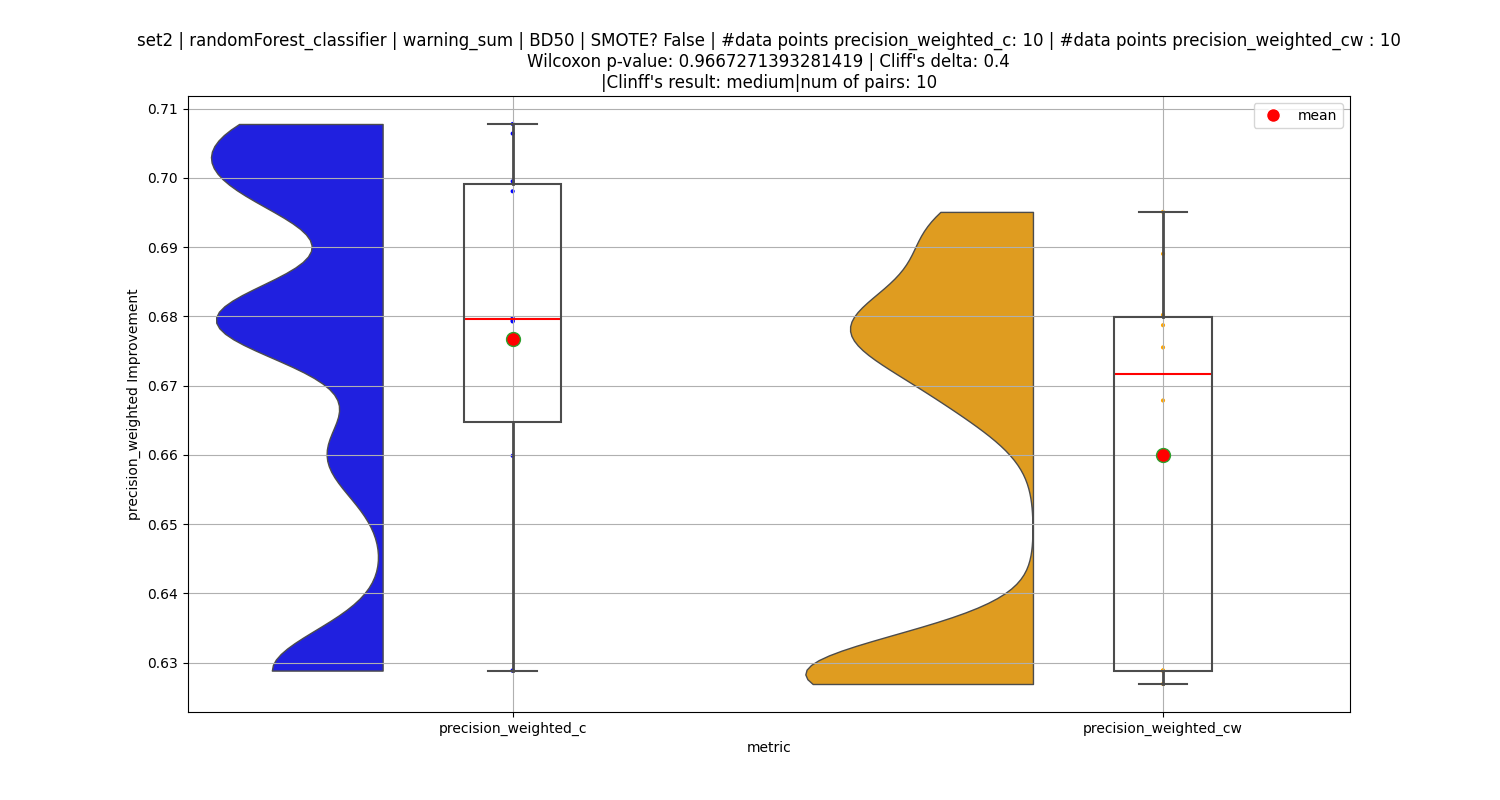 set2 | randomForest_classifier | warning_sum | BD50 | SMOTE? False | #data points precision_weighted_c: 10 | #data points precision_weighted_cw : 10
Wilcoxon p-value: 0.9667271393281419 | Cliff's delta: 0.4
|Clinff's result: medium|num of pairs: 10
mean
0.71
0.70
0.69
0.68
0.67
0.66
0.65
0.64
0.63
precision_weighted Improvement
precision_weighted_c
precision_weighted_cw
metric